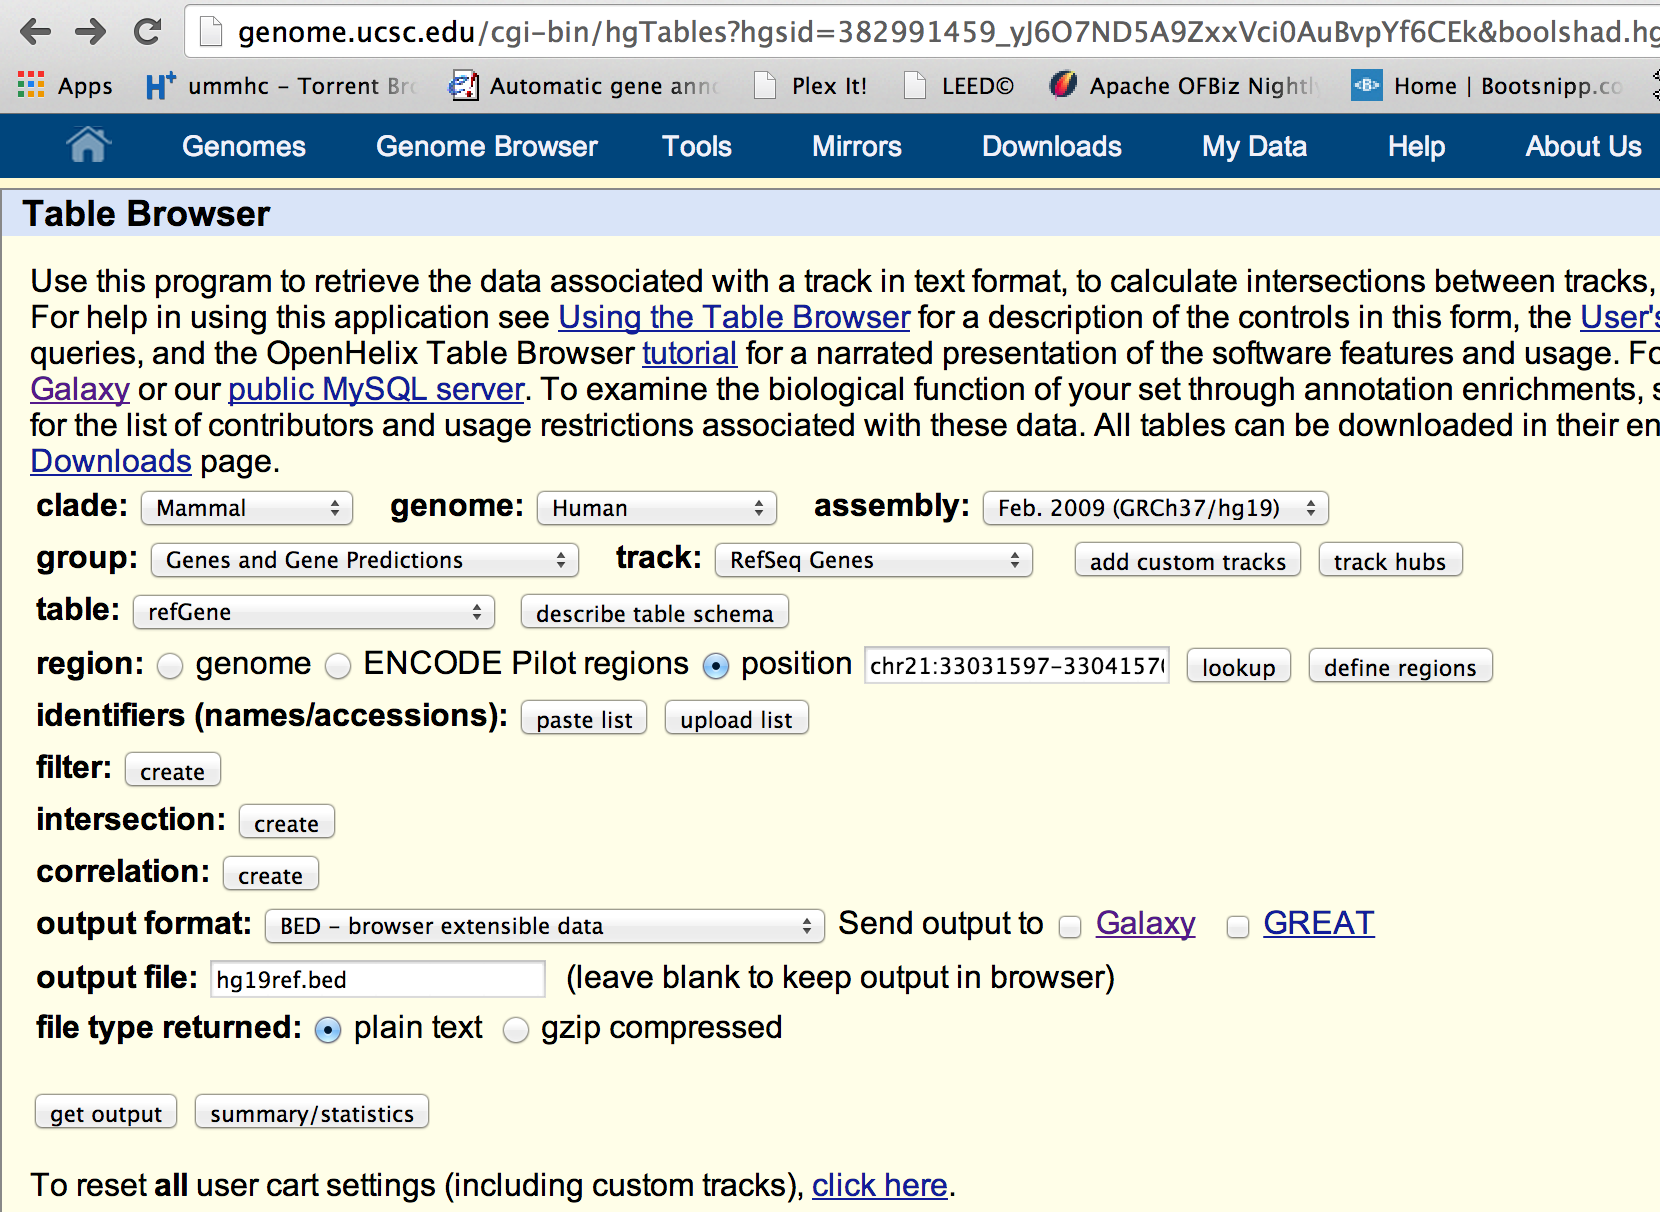 genome.ucsc.edu/cgi-bin/hgTables?hgsid=382991459_yJ6O7ND5A9ZxxVci0AuBvpYf6CEk&boolshad.hg
Apps ummhc - Torrent Br Automatic gene ann Plex It! LEED© Apache OFBiz Nightly Home | Bootsnipp.co
Genomes Genome Browser Tools Mirrors Downloads My Data Help About Us
Table Browser
Use this program to retrieve the data associated with a track in text format, to calculate intersections between tracks,
For help in using this application see Using the Table Browser for a description of the controls in this form, the User's
queries, and the OpenHelix Table Browser tutorial for a narrated presentation of the software features and usage. Fo
Galaxy or our public MySQL server. To examine the biological function of your set through annotation enrichments, s
for the list of contributors and usage restrictions associated with these data. All tables can be downloaded in their en
Downloads page.
clade: Mammal genome: Human assembly: Feb. 2009 (GRCh37/hg19)
group: Genes and Gene Predictions track: RefSeq Genes add custom tracks track hubs
table: refGene describe table schema
region: genome ENCODE Pilot regions position chr21:33031597-33041570 lookup define regions
identifiers (names/accessions): paste list upload list
filter: create
intersection: create
correlation: create
output format: BED - browser extensible data Send output to Galaxy GREAT
output file: hg19ref.bed (leave blank to keep output in browser)
file type returned: plain text gzip compressed
get output summary/statistics
To reset all user cart settings (including custom tracks), click here.